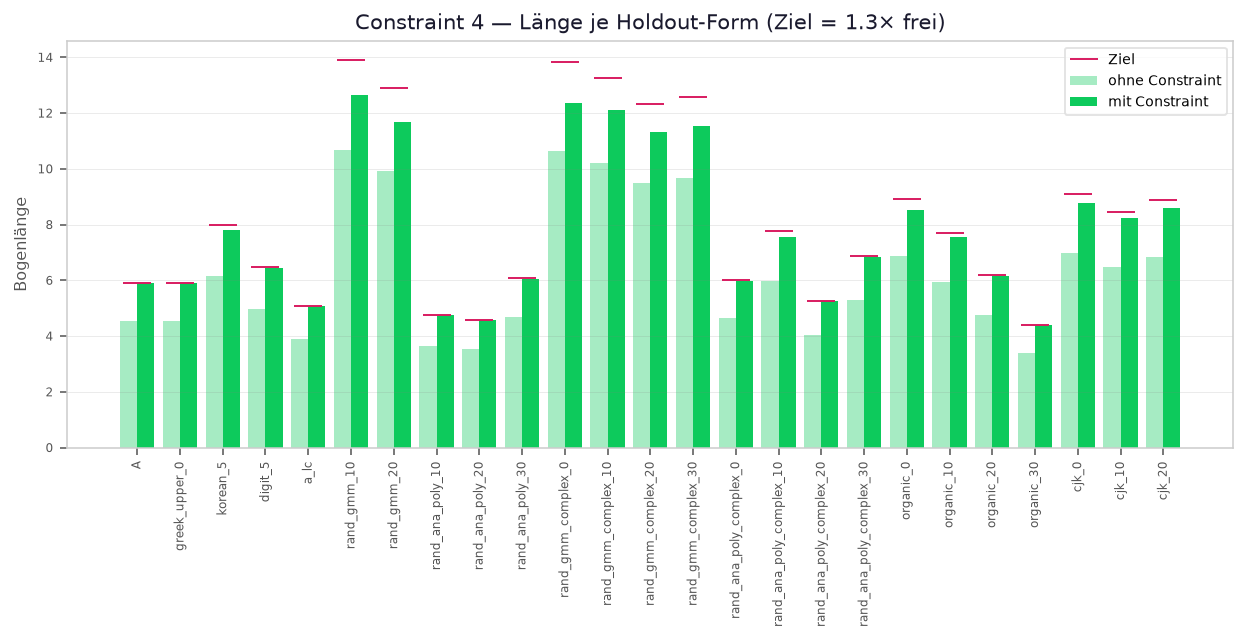 Constraint 4 — Länge je Holdout-Form (Ziel = 1.3× frei)
Ziel
ohne Constraint
mit Constraint
Bogenlänge
14
12
10
8
6
4
2
0
A
greek_upper_0
korean_5
digit_5
a_lc
rand_gmm_10
rand_gmm_20
rand_ana_poly_10
rand_ana_poly_20
rand_ana_poly_30
rand_gmm_complex_0
rand_gmm_complex_10
rand_gmm_complex_20
rand_gmm_complex_30
rand_ana_poly_complex_0
rand_ana_poly_complex_10
rand_ana_poly_complex_20
rand_ana_poly_complex_30
organic_0
organic_10
organic_20
organic_30
cjk_0
cjk_10
cjk_20